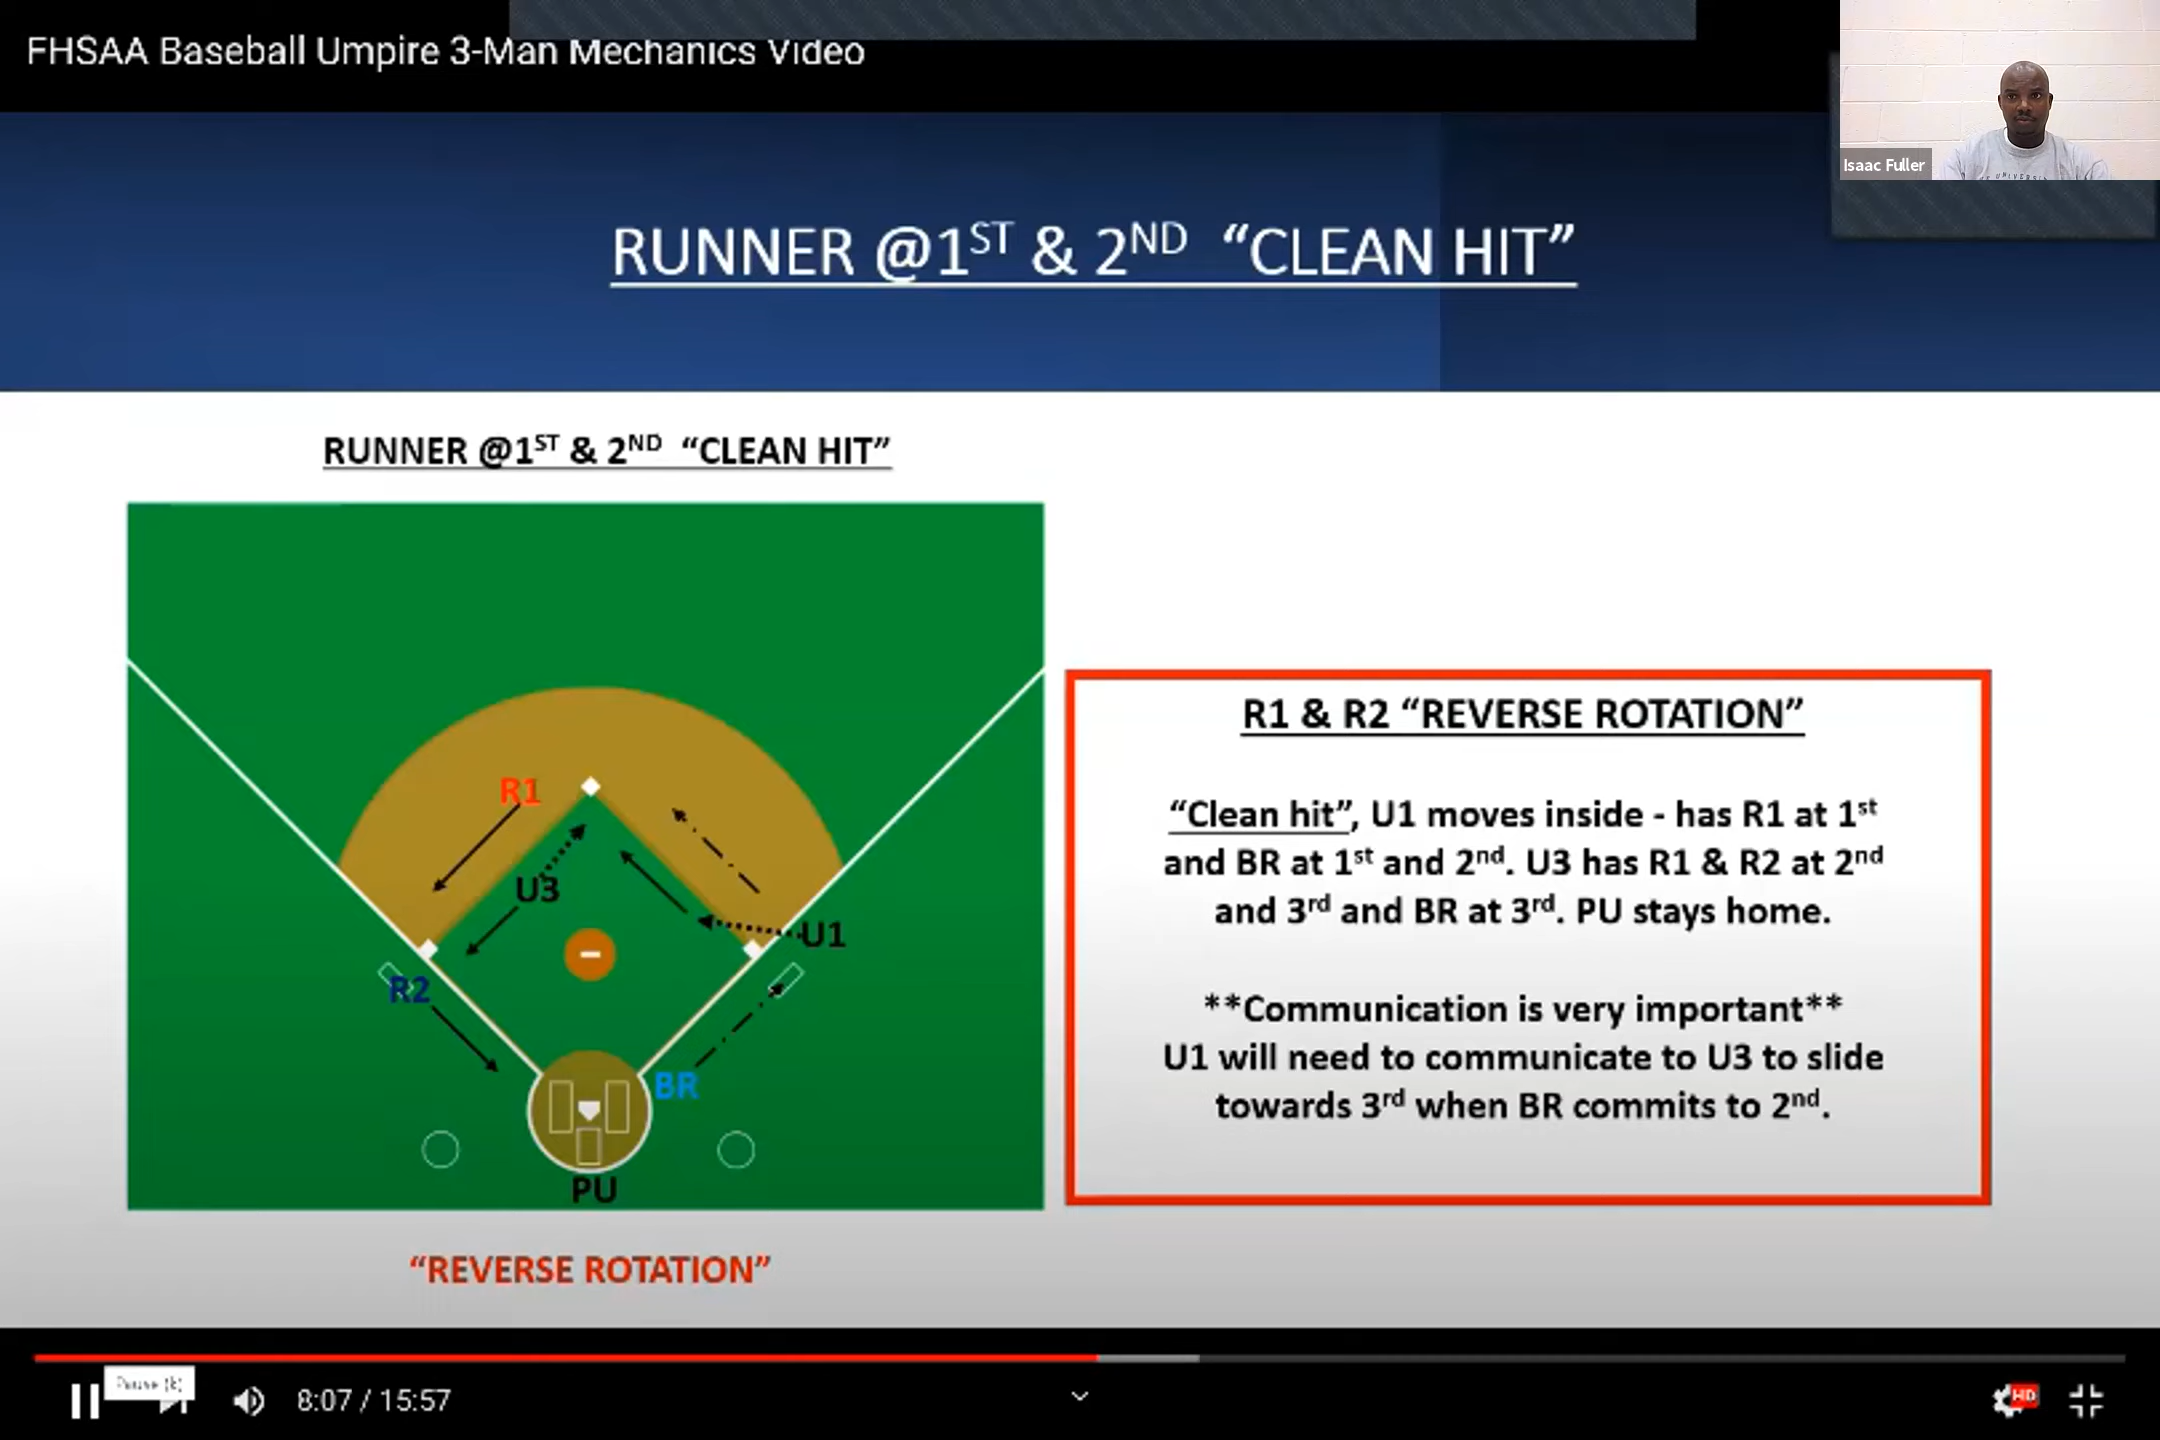 FHSAA Baseball Umpire 3-Man Mechanics Video
Isaac Fuller
RUNNER @1ST & 2ND “CLEAN HIT”
RUNNER @1ST & 2ND “CLEAN HIT”
R1
U3
U1
R2
BR
PU
“REVERSE ROTATION”
R1 & R2 “REVERSE ROTATION”
“Clean hit”, U1 moves inside - has R1 at 1st
and BR at 1st and 2nd. U3 has R1 & R2 at 2nd
and 3rd and BR at 3rd. PU stays home.
**Communication is very important**
U1 will need to communicate to U3 to slide
towards 3rd when BR commits to 2nd.
Pause (k)
8:07 / 15:57
HD